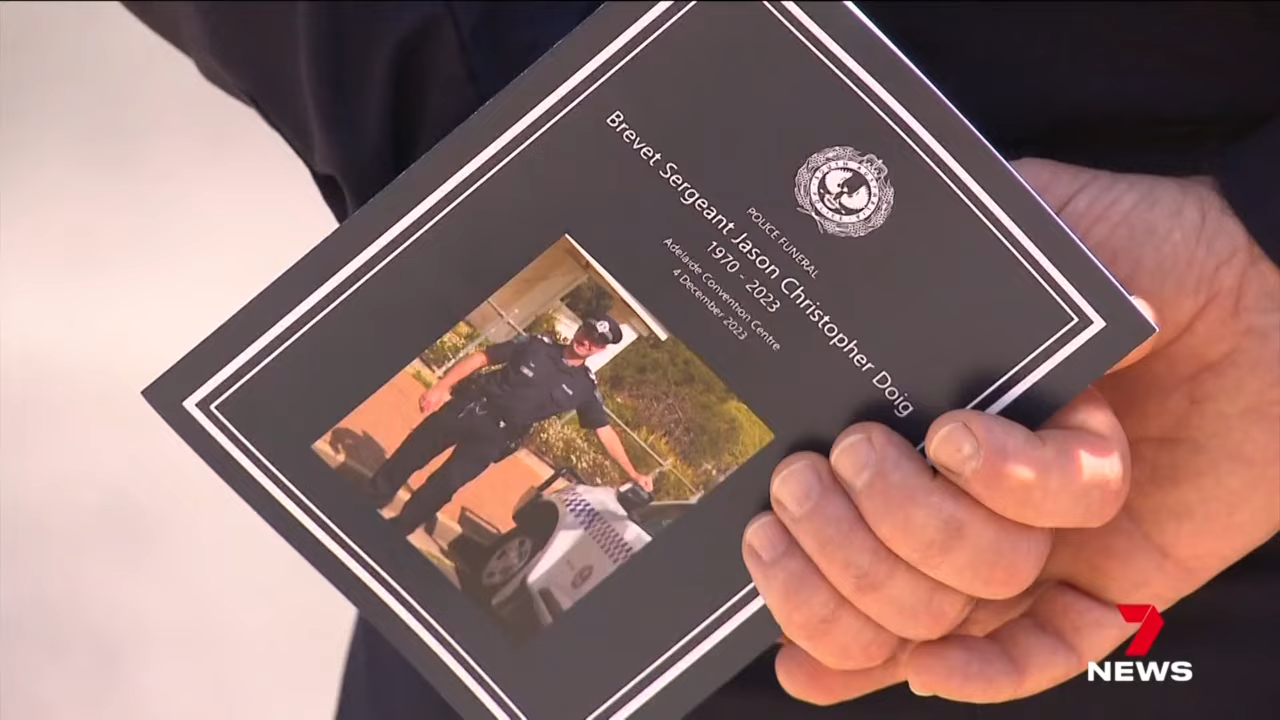 POLICE FUNERAL
Brevet Sergeant Jason Christopher Doig
1970 - 2023
Adelaide Convention Centre
4 December 2023
7
NEWS